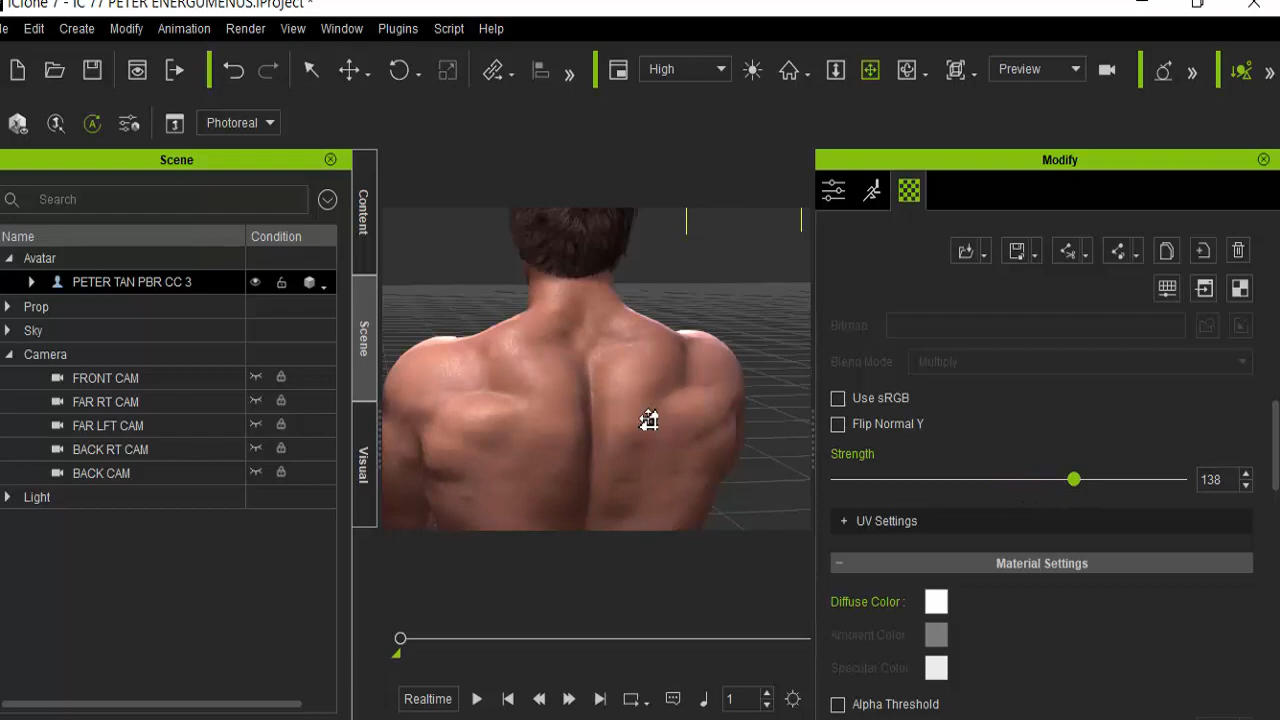 iClone 7 - IC 77 PETER ENERGUMENUS.iProject *
le Edit Create Modify Animation Render View Window Plugins Script Help
High
Preview
Photoreal
Scene
Search
Name Condition
Avatar
PETER TAN PBR CC 3
Prop
Sky
Camera
FRONT CAM
FAR RT CAM
FAR LFT CAM
BACK RT CAM
BACK CAM
Light
Content
Scene
Visual
Realtime
1
Modify
Bitmap
Blend Mode Multiply
Use sRGB
Flip Normal Y
Strength
138
+ UV Settings
Material Settings
Diffuse Color :
Ambient Color
Specular Color
Alpha Threshold